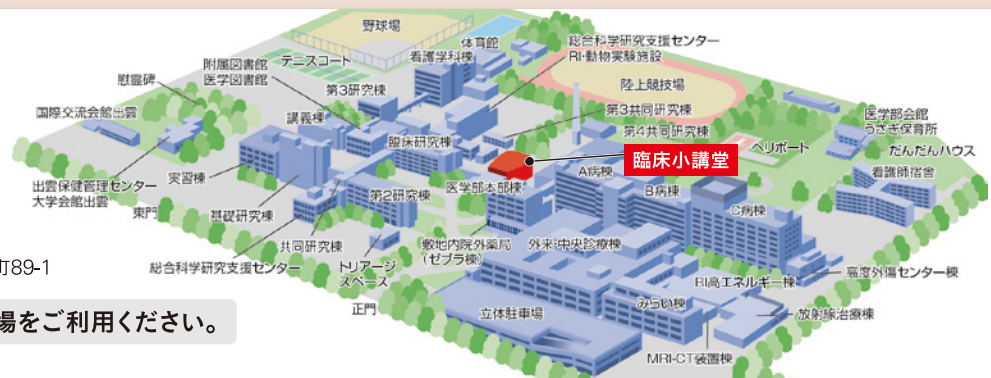 野球場
体育館
総合科学研究支援センター
RI・動物実験施設
看護学科棟
テニスコート
附属図書館
医学図書館
陸上競技場
慰霊碑
第3研究棟
第3共同研究棟
国際交流会館出雲
講義棟
医学部会館
うさぎ保育所
第4共同研究棟
臨床研究棟
ヘリポート
だんだんハウス
臨床小講堂
A病棟
看護師宿舎
実習棟
出雲保健管理センター
大学会館出雲
医学部本部棟
B病棟
第2研究棟
東門
基礎研究棟
C病棟
共同研究棟
敷地内院外薬局
(ゼブラ棟)
外来・中央診療棟
町89-1
総合科学研究支援センター
トリアージ
スペース
RI高エネルギー棟
高度外傷センター棟
正門
みらい棟
立体駐車場
放射線治療棟
場をご利用ください。
MRI-CT装置棟